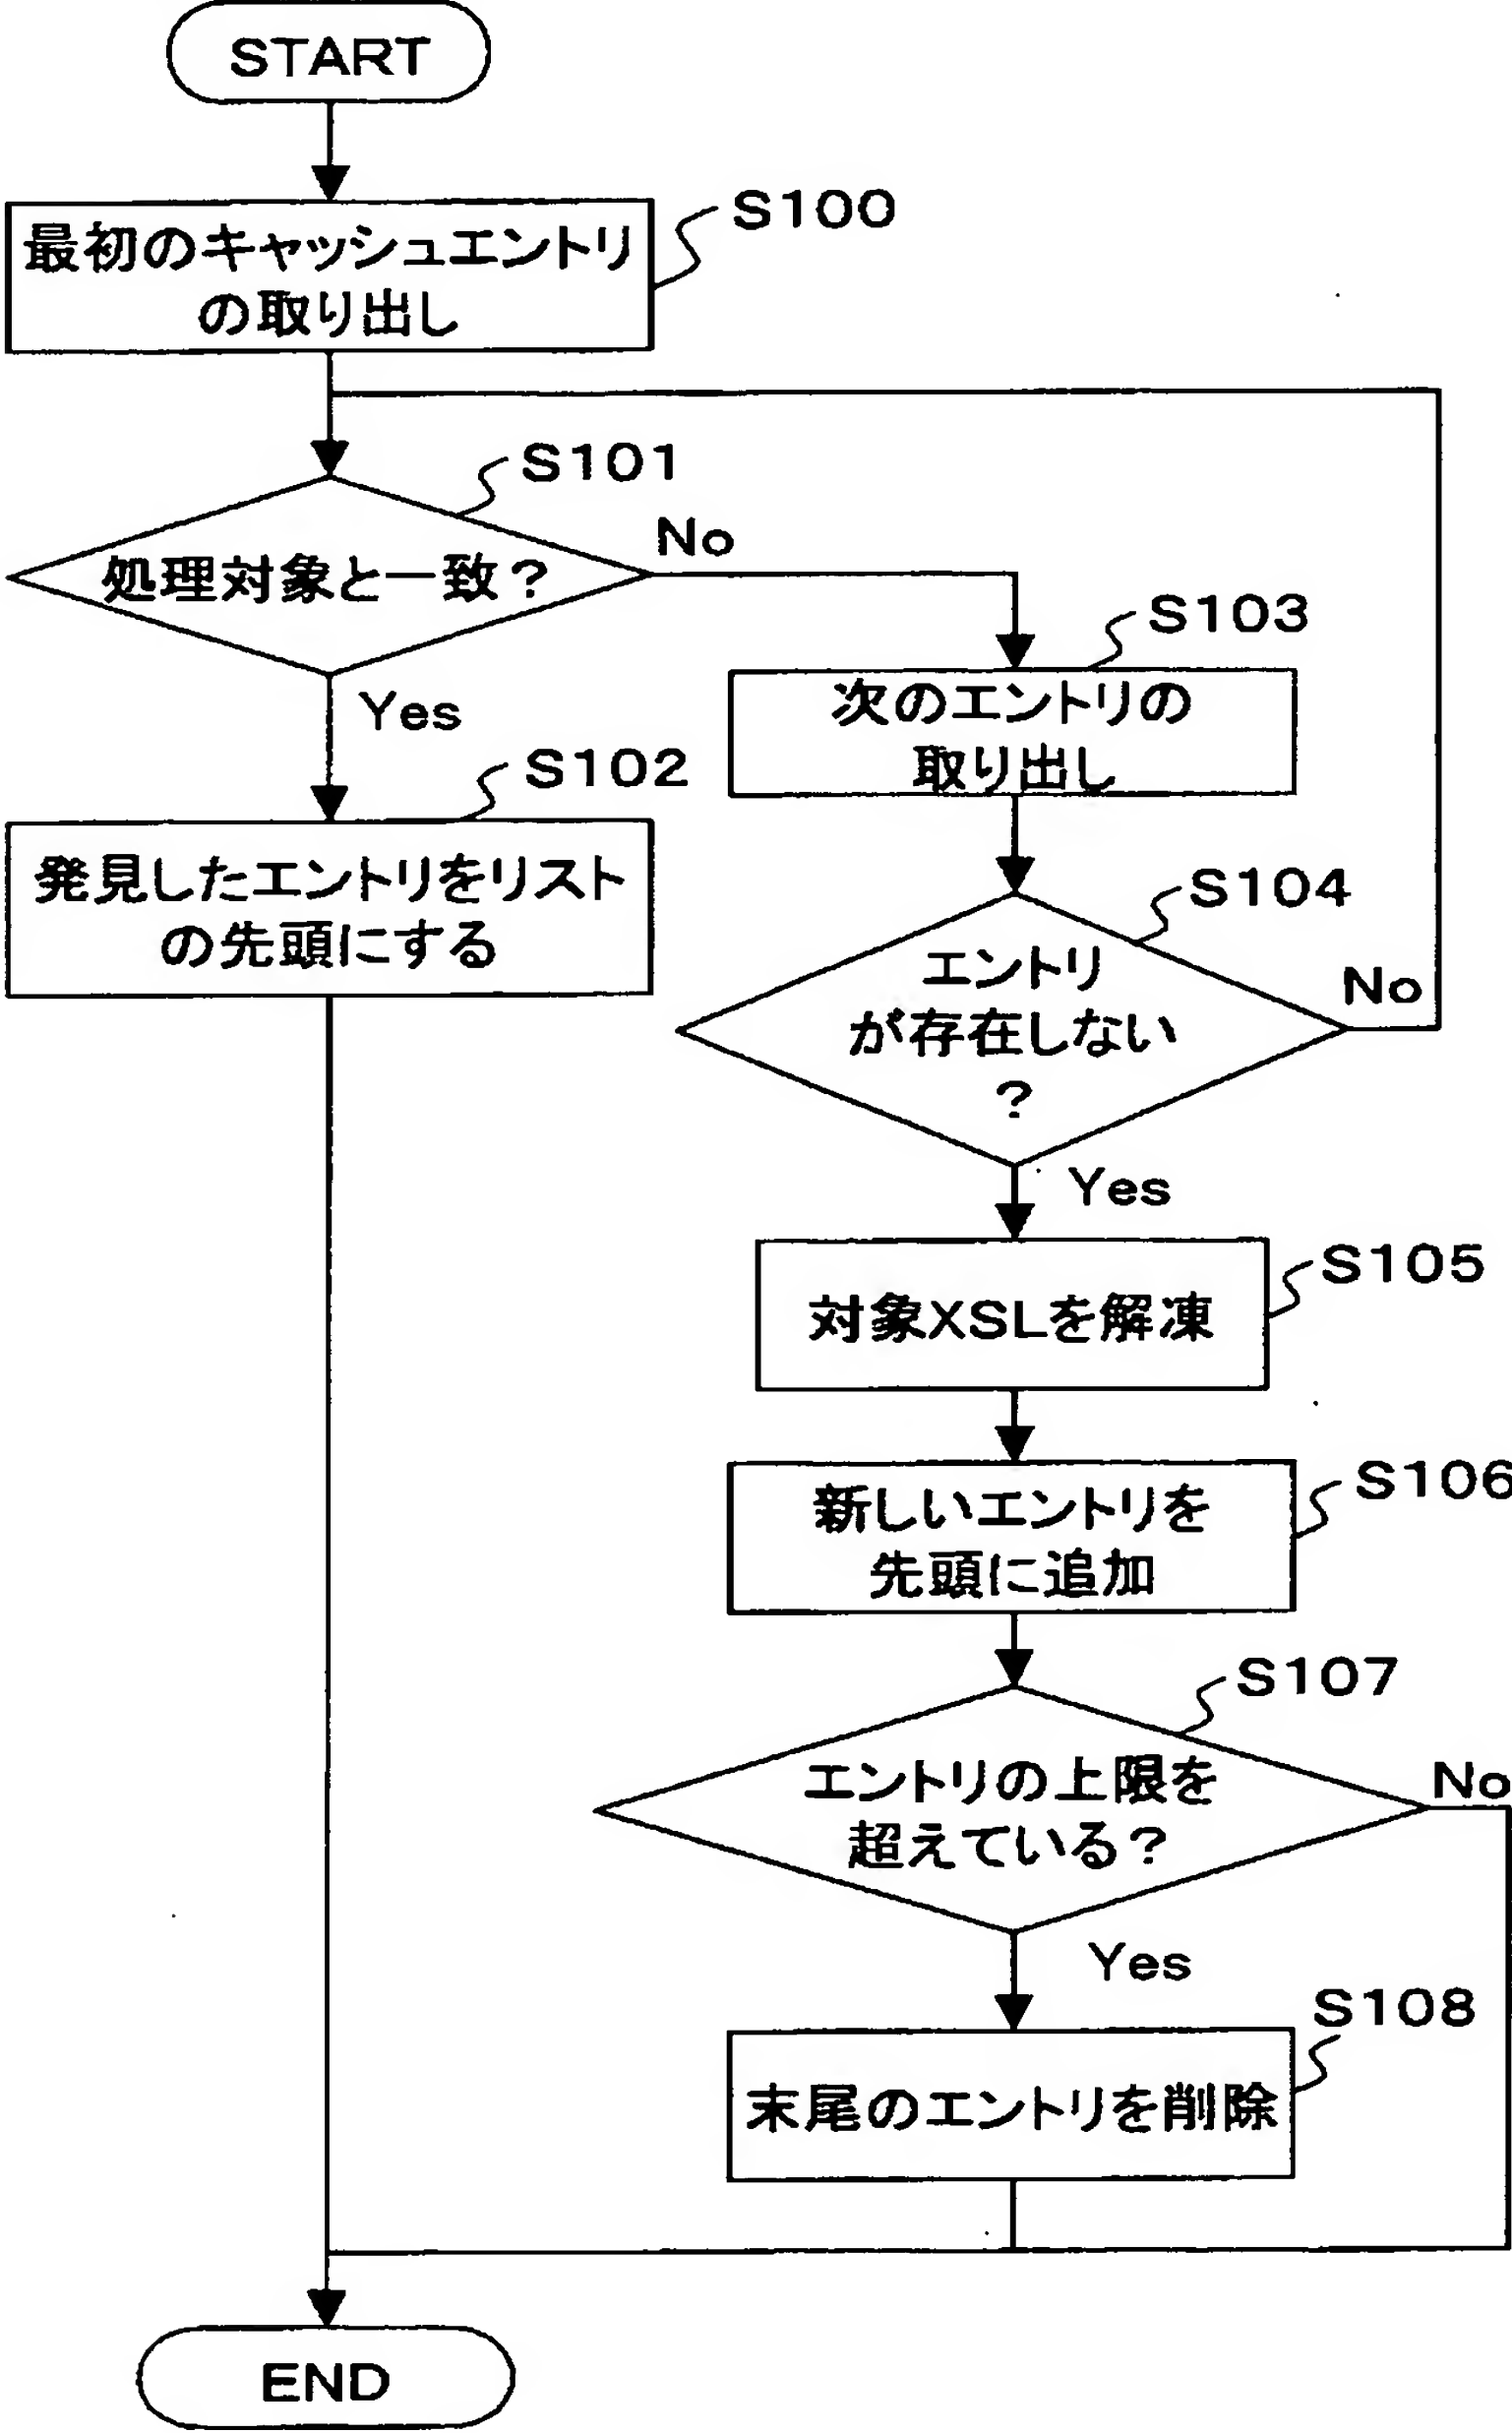 START
S100
最初のキャッシュエントリ
の取り出し
S101
処理対象と一致？
No
Yes
S103
次のエントリの
取り出し
S102
発見したエントリをリスト
の先頭にする
S104
エントリ
が存在しない
？
No
Yes
S105
対象XSLを解凍
S106
新しいエントリを
先頭に追加
S107
エントリの上限を
超えている？
No
Yes
S108
末尾のエントリを削除
END